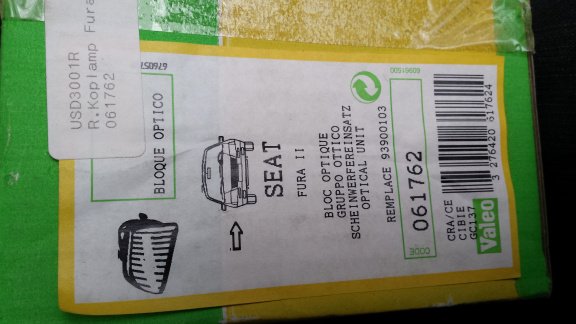 USD3001R
R.Koplamp Fura
061762
BLOQUE OPTICO
SEAT
FURA II
BLOC OPTIQUE
GRUPPO OTTICO
SCHEINWERFEREINSATZ
OPTICAL UNIT
REMPLACE 93900103
CODE
061762
3 276420 617624
CRA/CE
CIBIE
GC137
Valeo